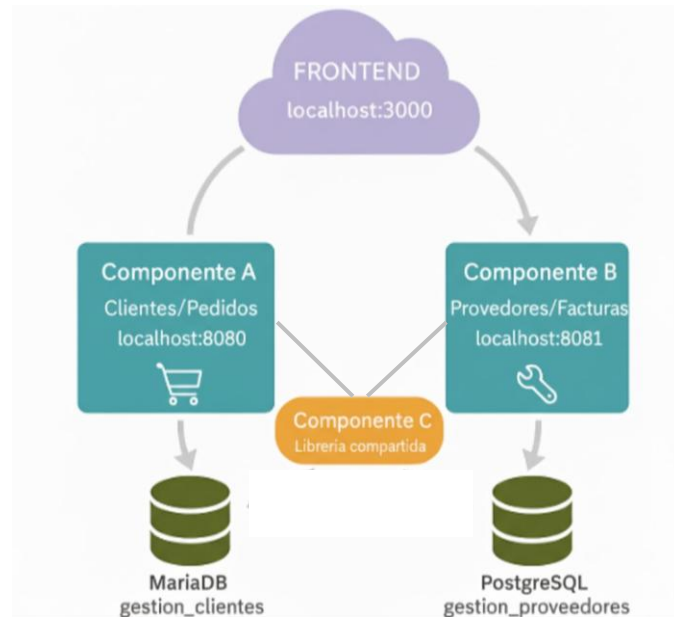 FRONTEND
localhost:3000
Componente A
Clientes/Pedidos
localhost:8080
Componente B
Provedores/Facturas
localhost:8081
Componente C
Libreria compartida
MariaDB
gestion_clientes
PostgreSQL
gestion_proveedores